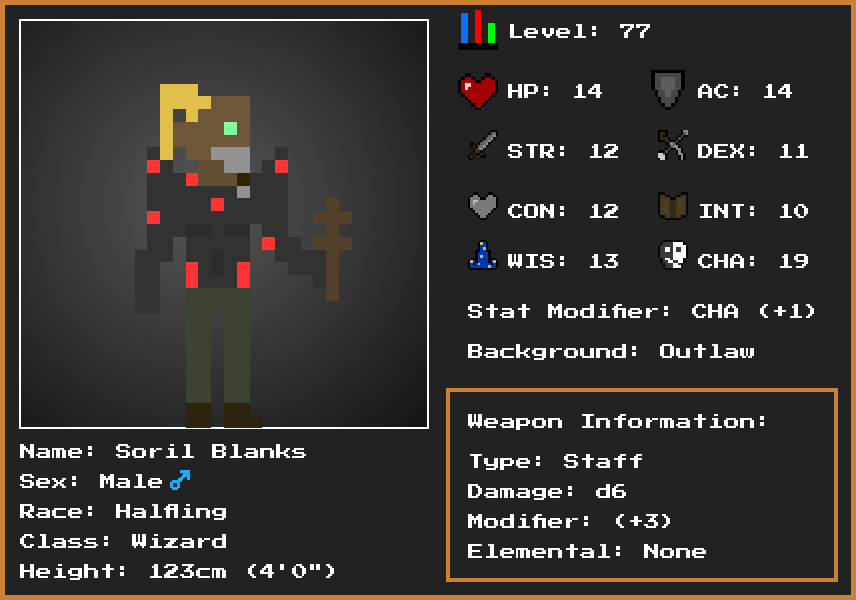 Level: 77
HP: 14
AC: 14
STR: 12
DEX: 11
CON: 12
INT: 10
WIS: 13
CHA: 19
Stat Modifier: CHA (+1)
Background: Outlaw
Weapon Information:
Type: Staff
Damage: d6
Modifier: (+3)
Elemental: None
Name: Soril Blanks
Sex: Male♂
Race: Halfling
Class: Wizard
Height: 123cm (4'0")